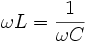 ωL = 1/(ωC)